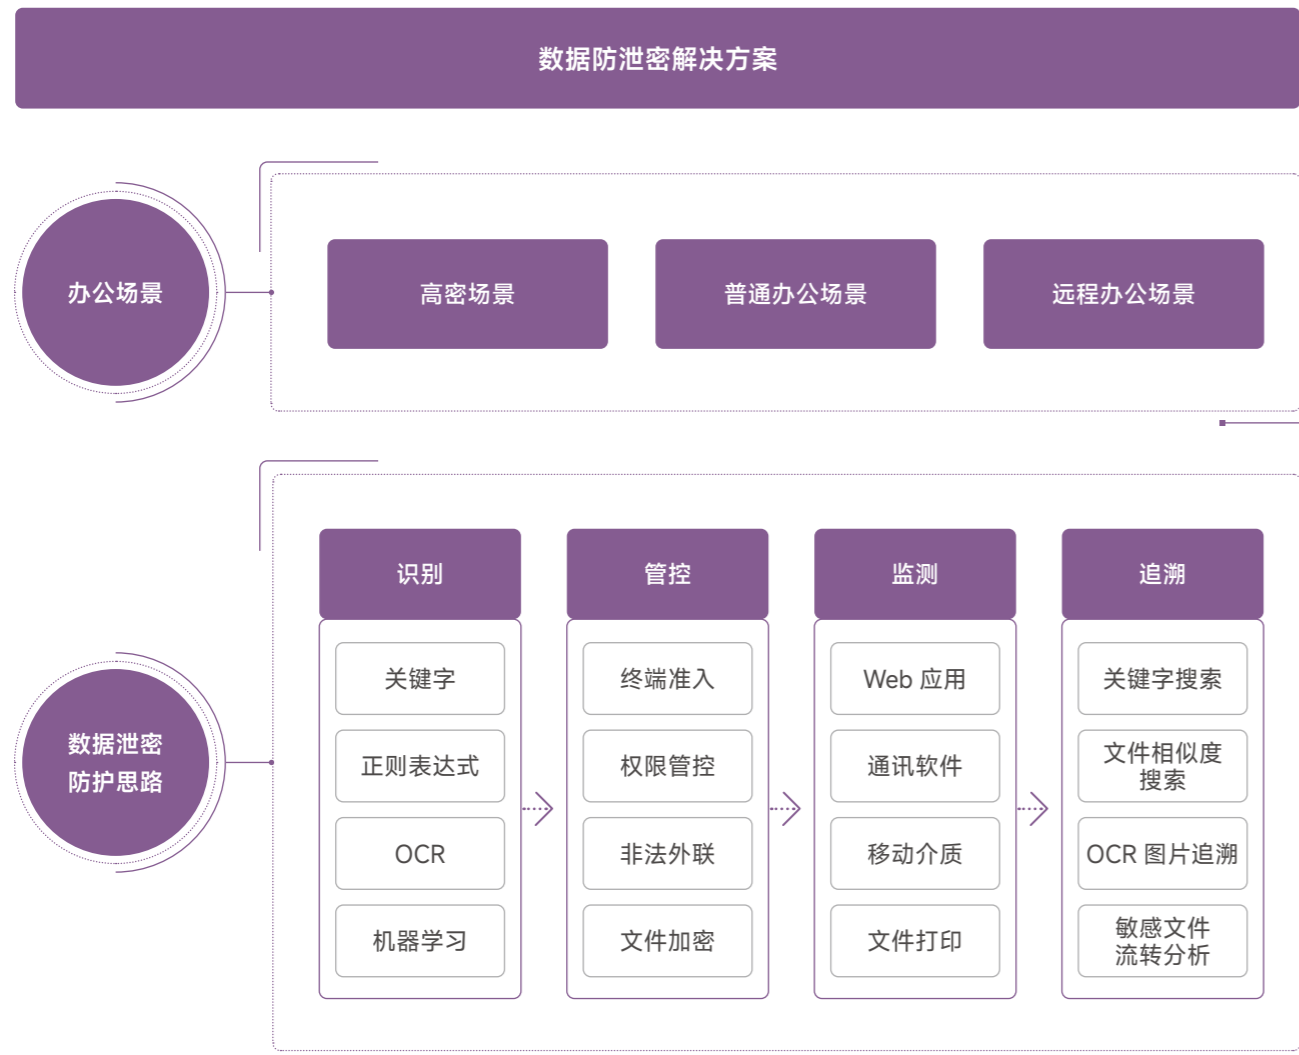 数据防泄密解决方案
办公场景
高密场景
普通办公场景
远程办公场景
数据泄密
防护思路
识别
关键字
正则表达式
OCR
机器学习
管控
终端准入
权限管控
非法外联
文件加密
监测
Web 应用
通讯软件
移动介质
文件打印
追溯
关键字搜索
文件相似度
搜索
OCR 图片追溯
敏感文件
流转分析